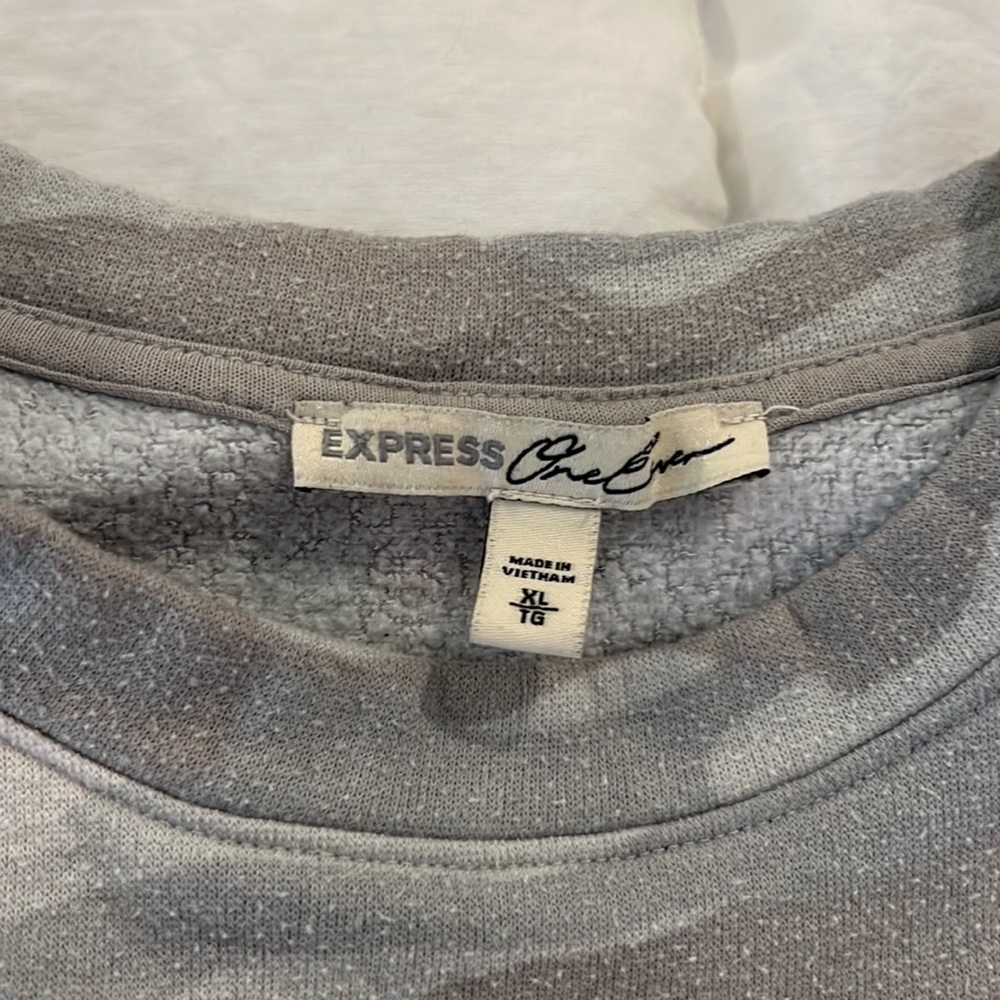 EXPRESS One Eleven
MADE IN
VIETNAM
XL
TG